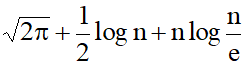 √2π + 1/2 log n + n log n/e